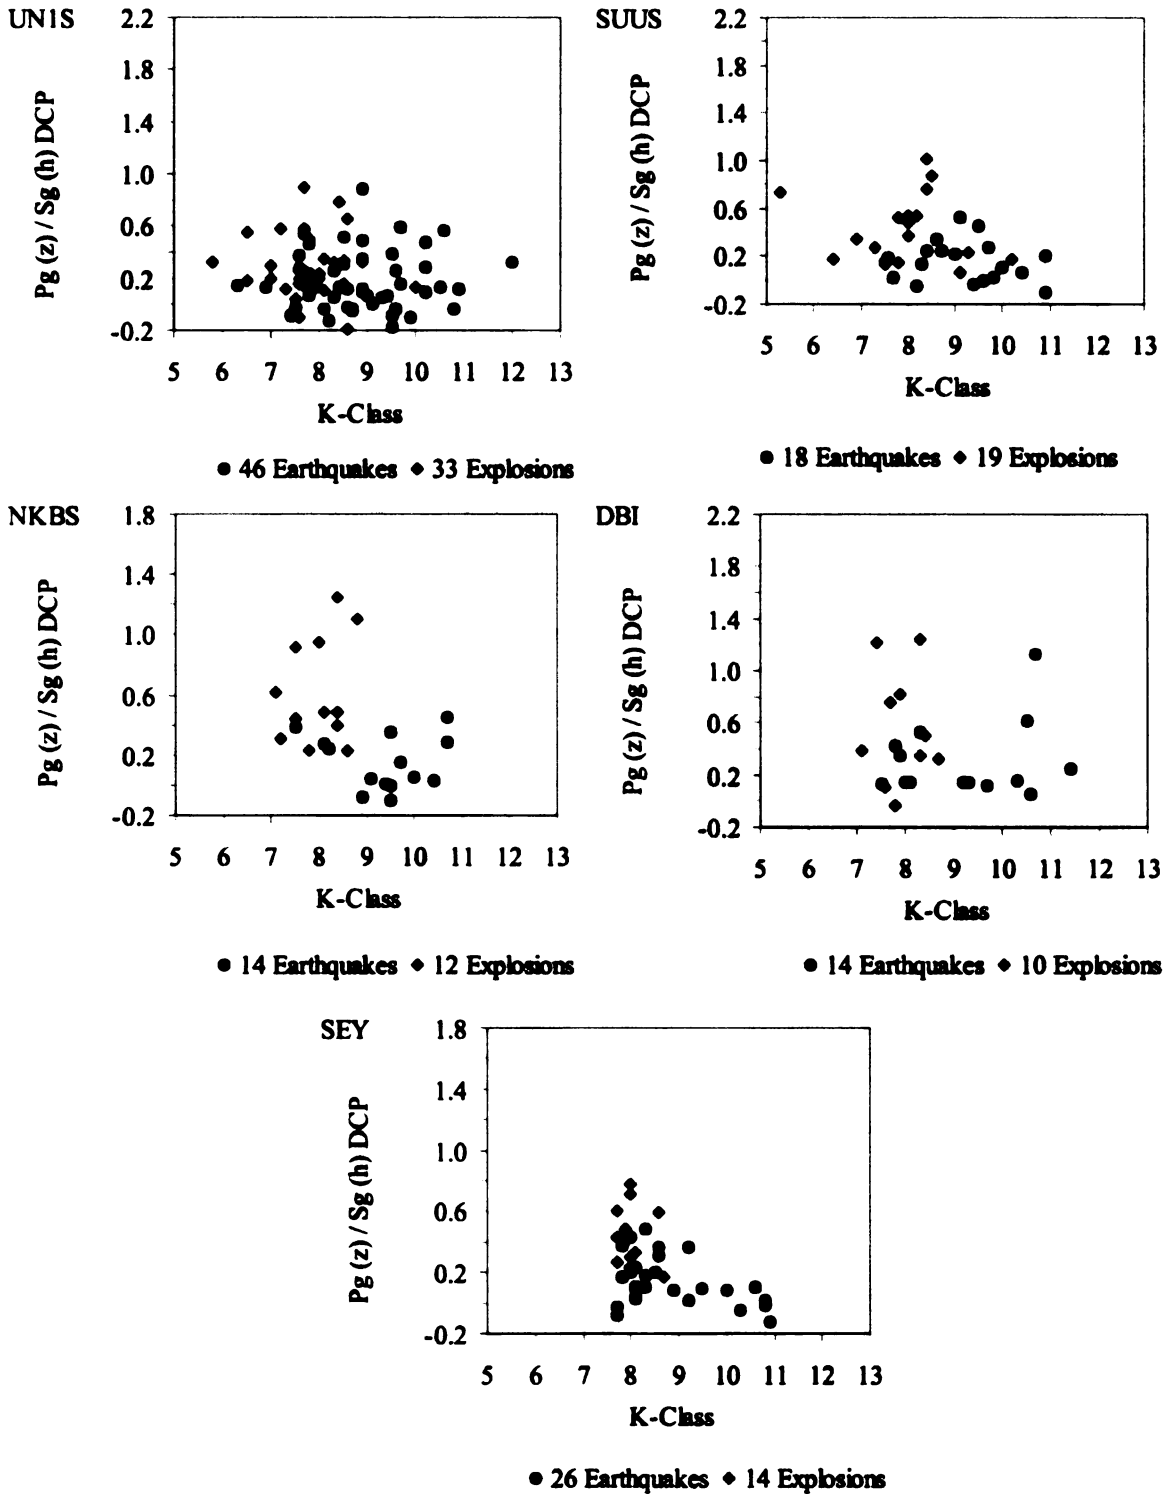 UN1S
2.2
1.8
1.4
1.0
0.6
0.2
-0.2
Pg (z) / Sg (h) DCP
5 6 7 8 9 10 11 12 13
K-Class
● 46 Earthquakes ◆ 33 Explosions
SUUS
2.2
1.8
1.4
1.0
0.6
0.2
-0.2
Pg (z) / Sg (h) DCP
5 6 7 8 9 10 11 12 13
K-Class
● 18 Earthquakes ◆ 19 Explosions
NKBS
1.8
1.4
1.0
0.6
0.2
-0.2
Pg (z) / Sg (h) DCP
5 6 7 8 9 10 11 12 13
K-Class
● 14 Earthquakes ◆ 12 Explosions
DBI
2.2
1.8
1.4
1.0
0.6
0.2
-0.2
Pg (z) / Sg (h) DCP
5 6 7 8 9 10 11 12 13
K-Class
● 14 Earthquakes ◆ 10 Explosions
SEY
1.8
1.4
1.0
0.6
0.2
-0.2
Pg (z) / Sg (h) DCP
5 6 7 8 9 10 11 12 13
K-Class
● 26 Earthquakes ◆ 14 Explosions